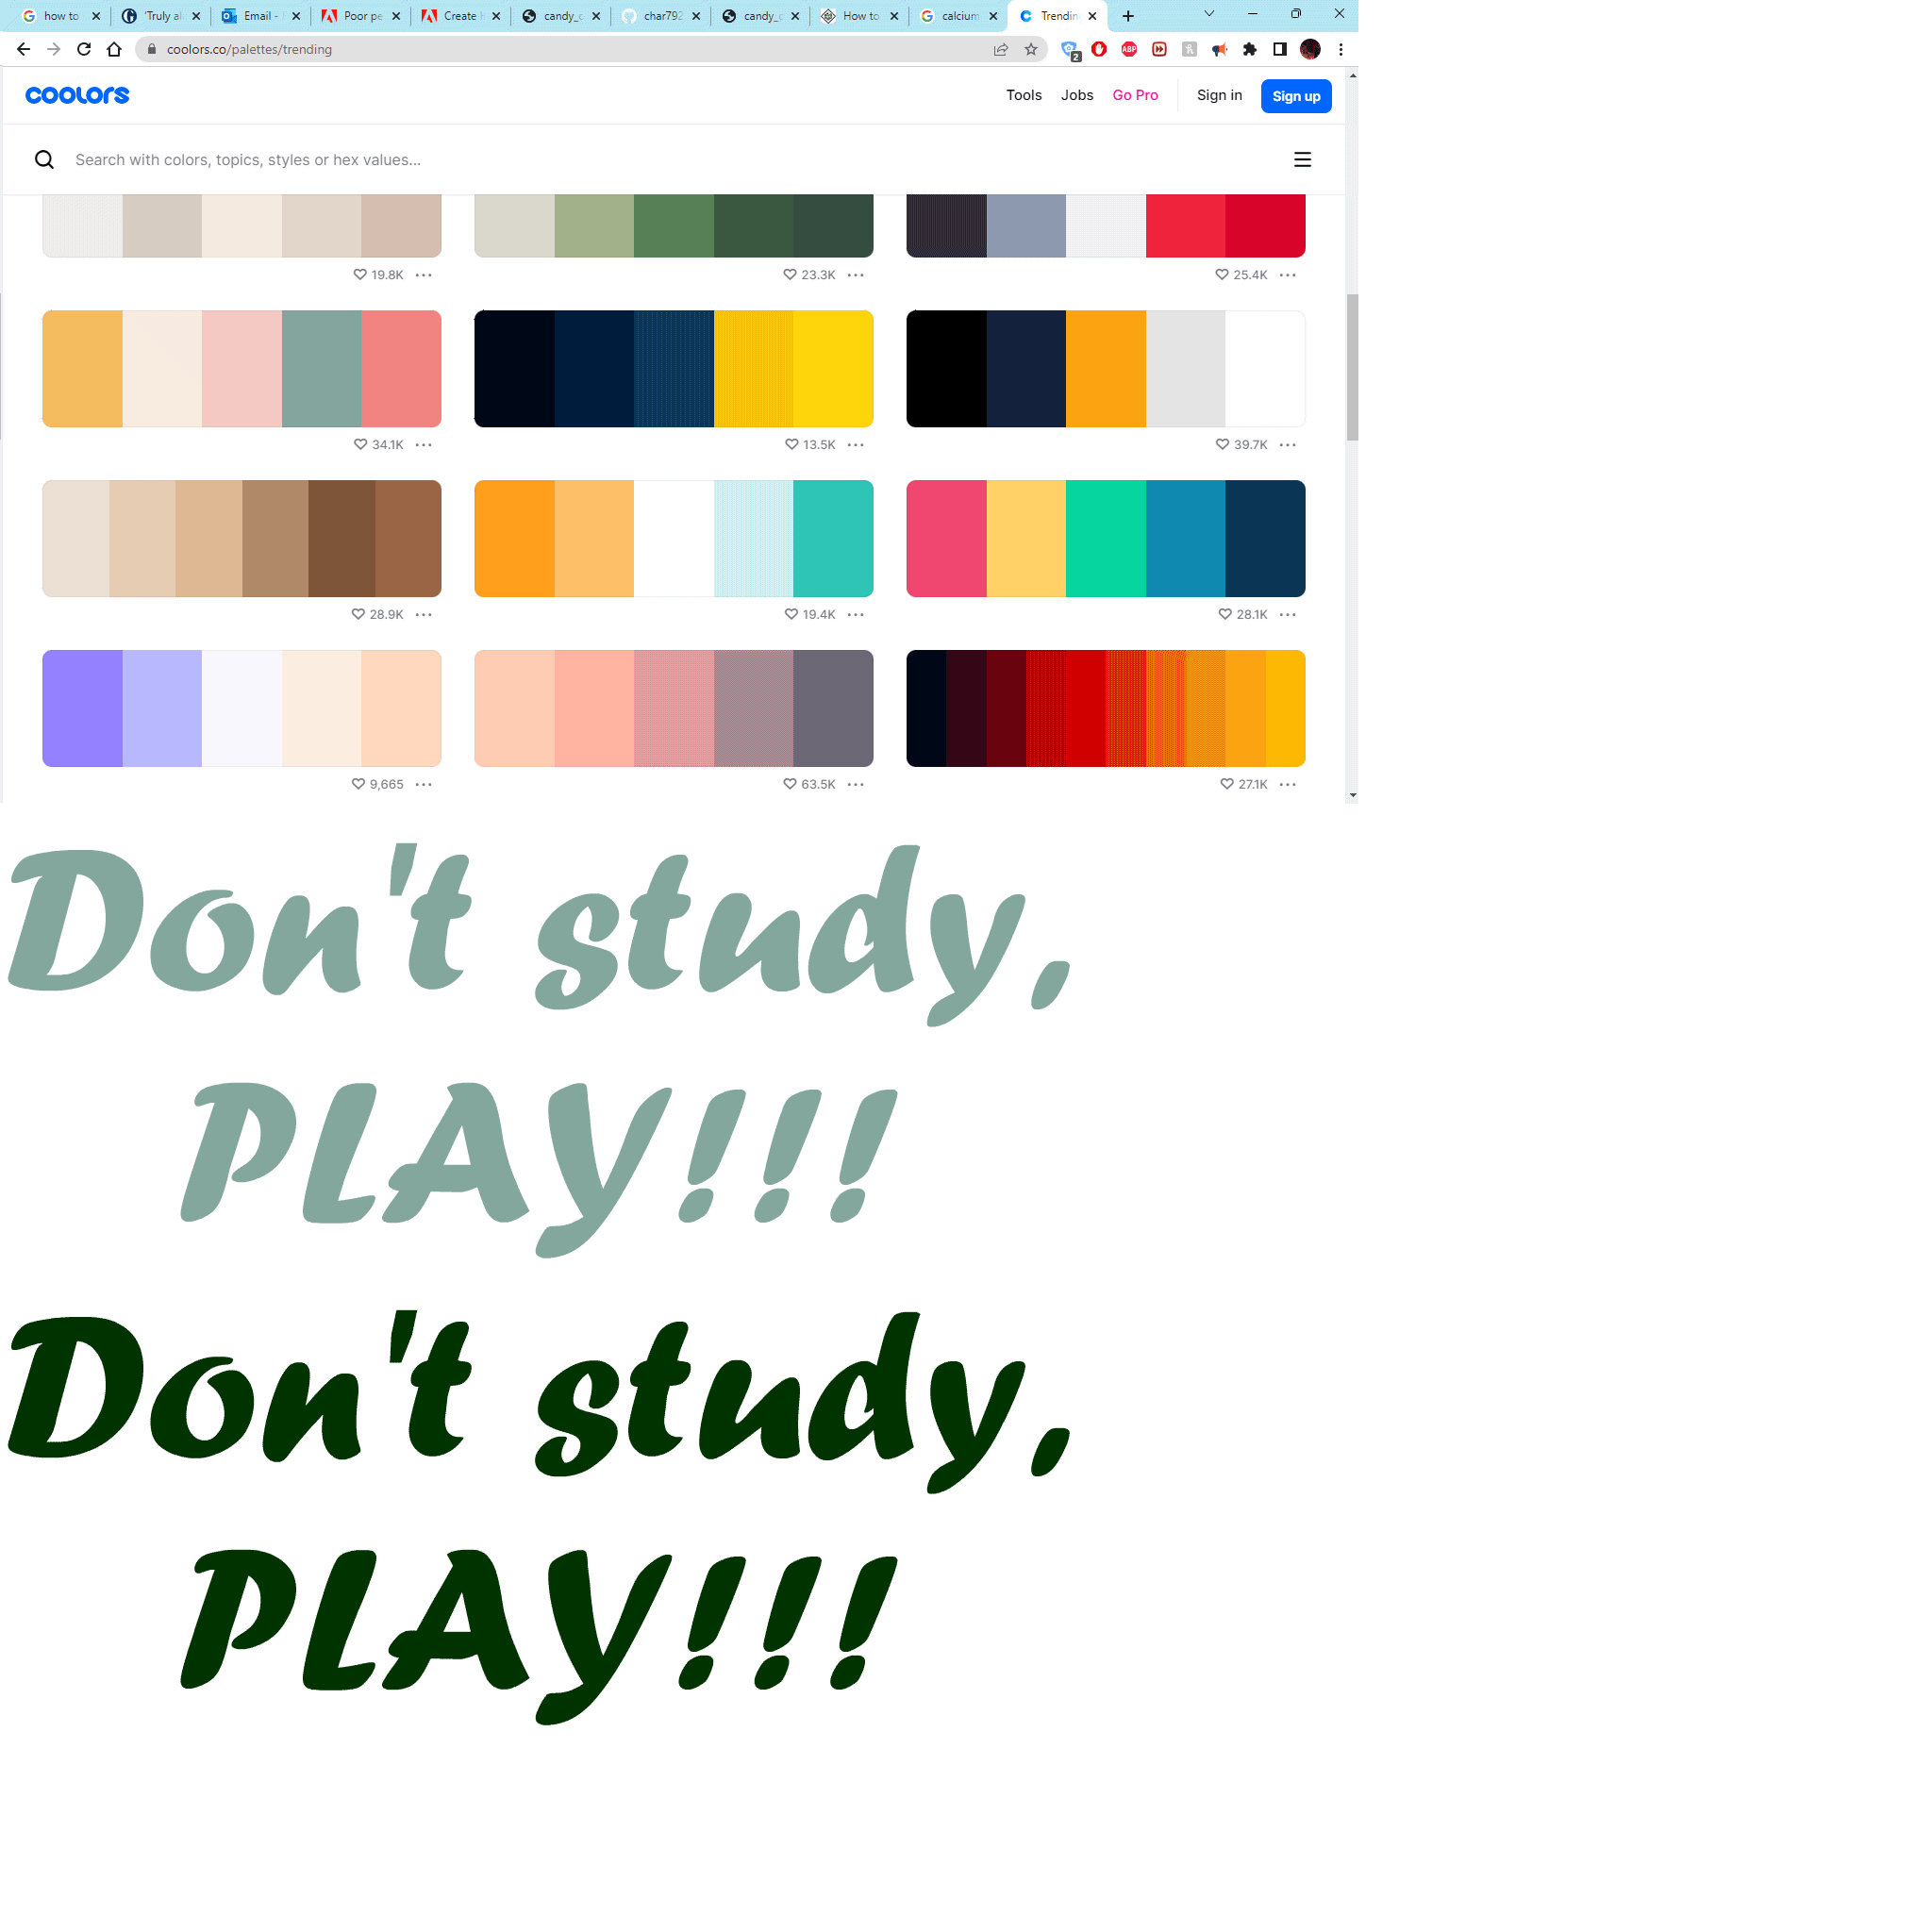 how to
'Truly al
Email -
Poor pe
Create h
candy_c
char792
candy_c
How to
calcium
Trendin
coolors.co/palettes/trending
2
ABP
coolors
Tools Jobs Go Pro Sign in Sign up
Search with colors, topics, styles or hex values...
19.8K 23.3K 25.4K
34.1K 13.5K 39.7K
28.9K 19.4K 28.1K
9,665 63.5K 27.1K
Don't study,
PLAY!!!
Don't study,
PLAY!!!